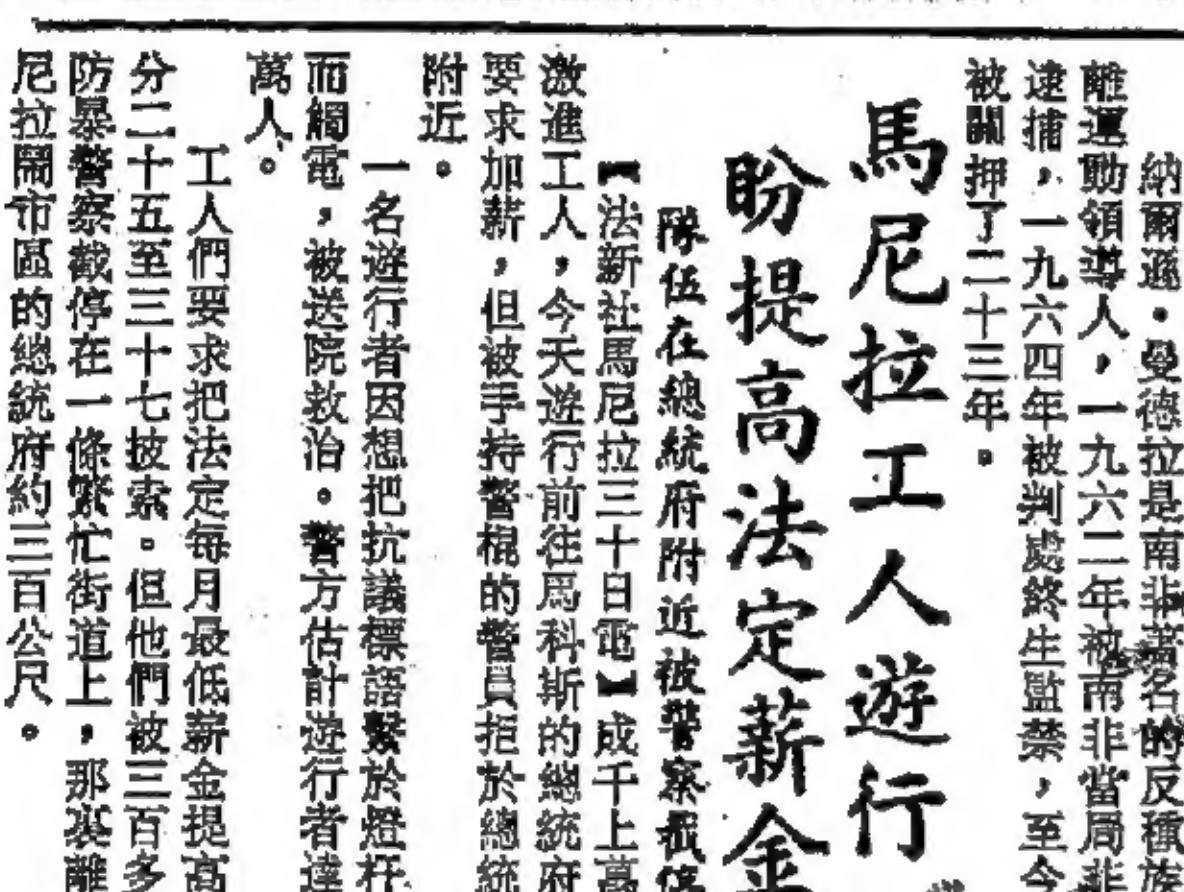 納爾遜·曼德拉是南非著名的反種族
離運動領導人，一九六二年被南非當局非
逮捕，一九六四年被判處終生監禁，至今
被關押了二十三年。
馬尼拉工人遊行
盼提高法定薪金
隊伍在總統府附近被警察截停
【法新社馬尼拉三十日電】成千上萬
激進工人，今天遊行前往馬科斯的總統府
要求加薪，但被手持警棍的警員拒於總統
附近。
一名遊行者因想把抗議標語繫於燈杆
而觸電，被送院救治。警方估計遊行者達
萬人。
工人們要求把法定每月最低薪金提高
分二十五至三十七披索。但他們被三百多
防暴警察截停在一條繁忙街道上，那裏離
尼拉鬧市區的總統府約三百公尺。